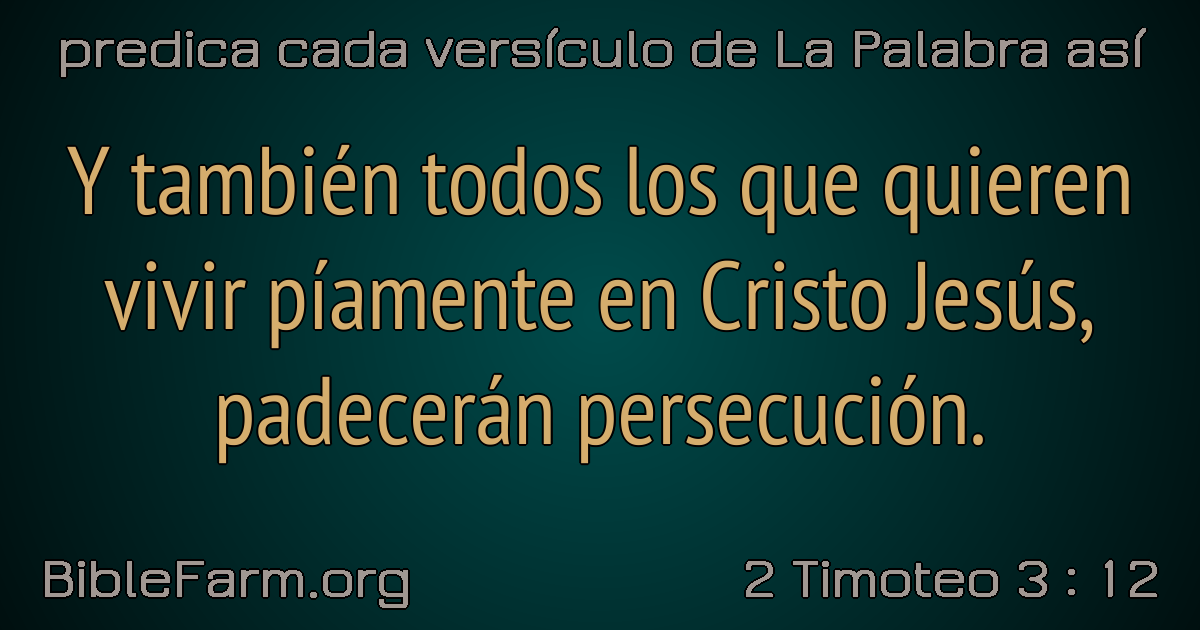 predica cada versículo de La Palabra así
Y también todos los que quieren
vivir píamente en Cristo Jesús,
padecerán persecución.
BibleFarm.org
2 Timoteo 3 : 12